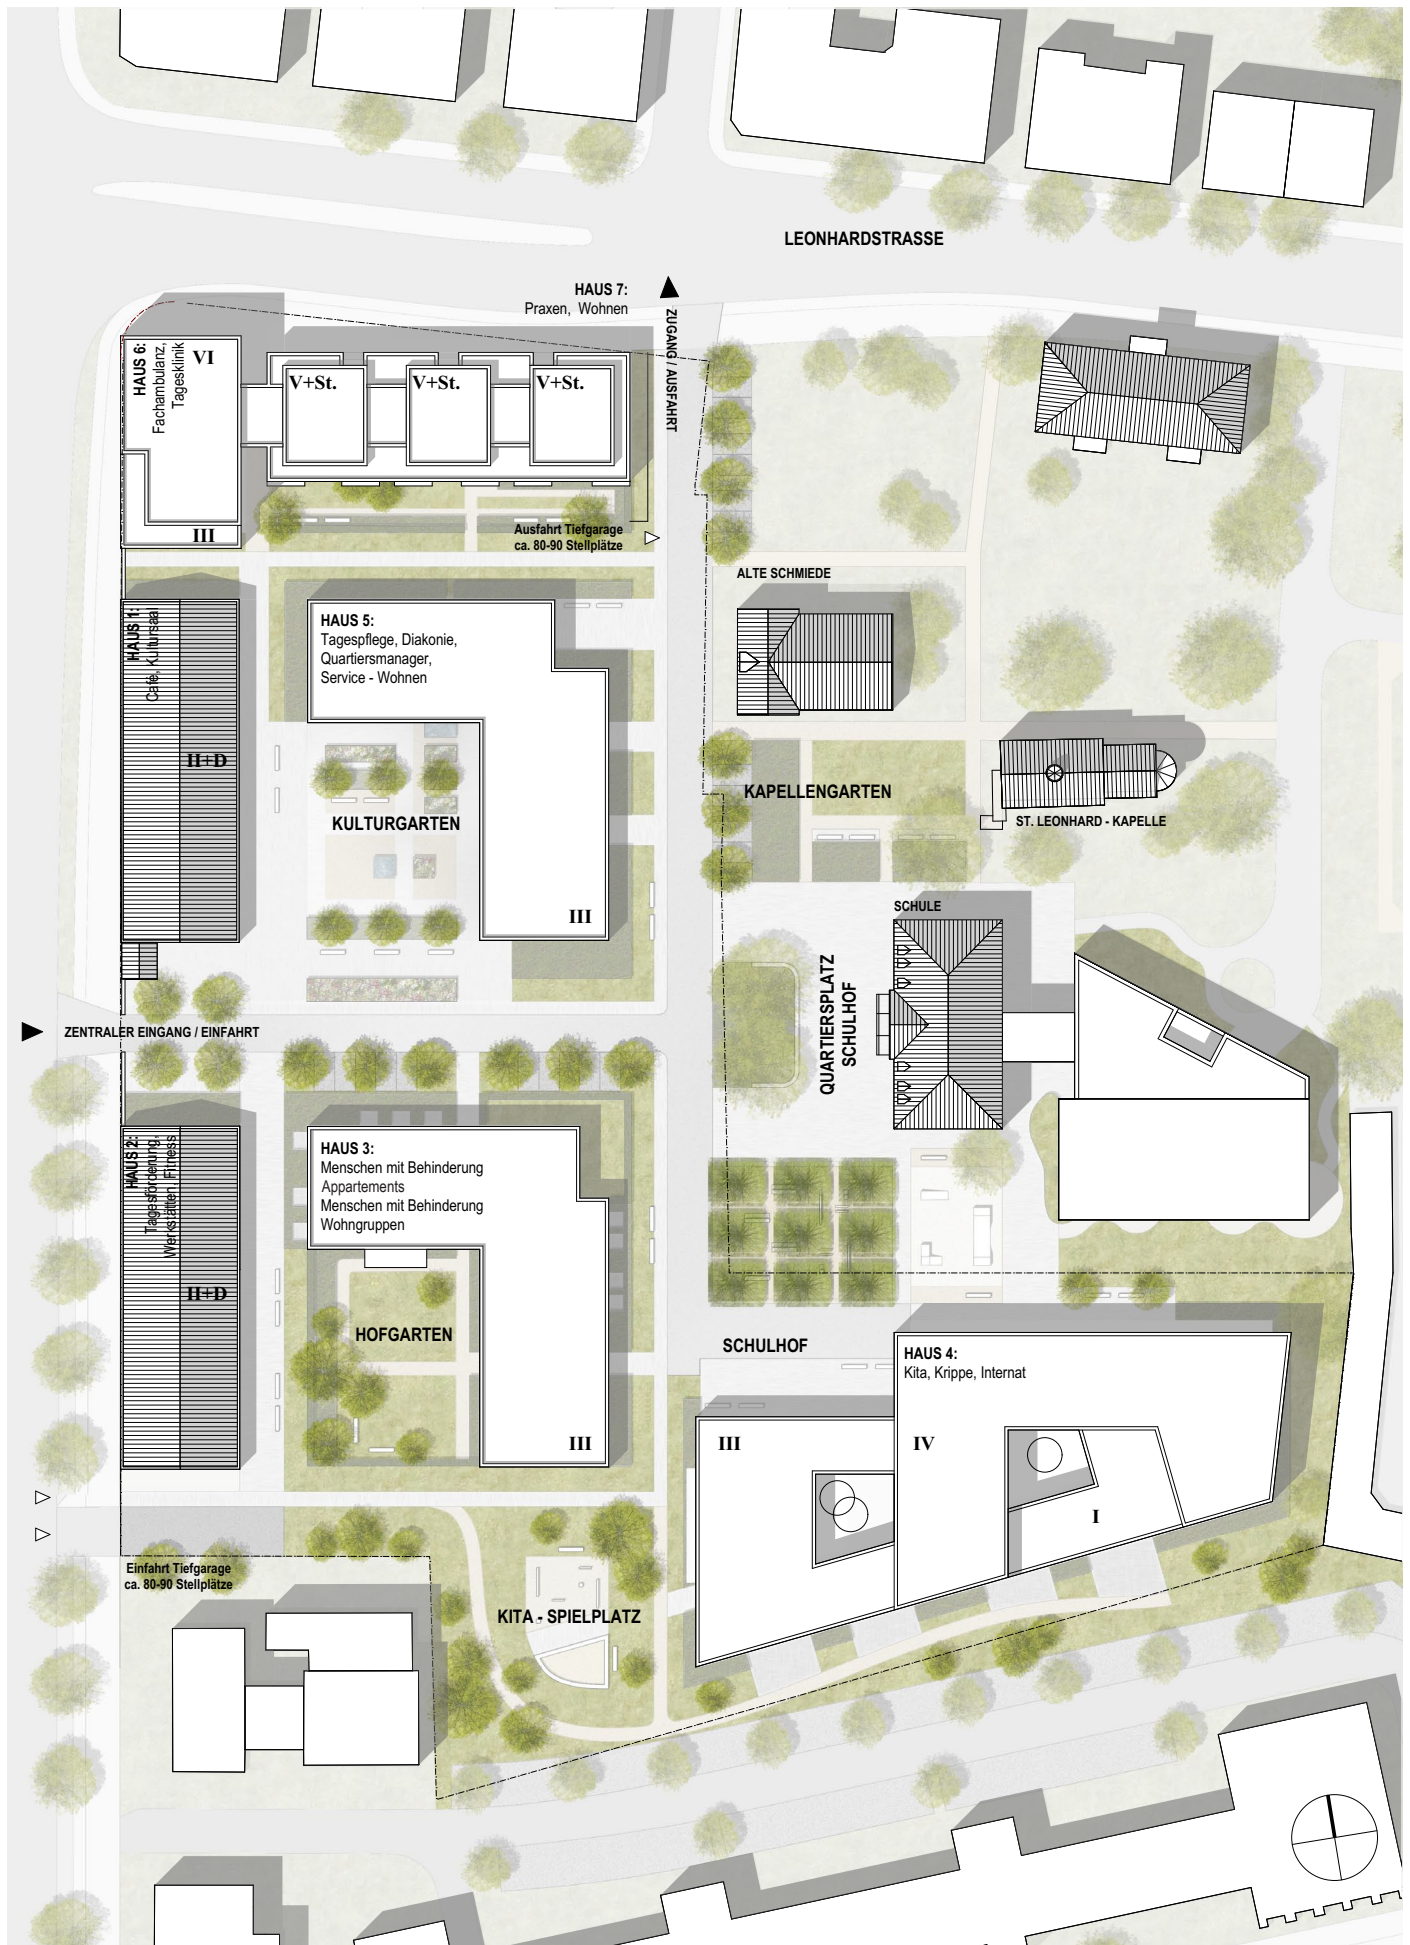 LEONHARDSTRASSE
HAUS 7:
Praxen, Wohnen
ZUGANG / AUSFAHRT
HAUS 6:
Fachambulanz,
Tagesklinik
VI
V+St.
V+St.
V+St.
III
Ausfahrt Tiefgarage
ca. 80-90 Stellplätze
ALTE SCHMIEDE
HAUS 1:
Café, Kultursaal
II+D
HAUS 5:
Tagespflege, Diakonie,
Quartiersmanager,
Service - Wohnen
III
KULTURGARTEN
KAPELLENGARTEN
ST. LEONHARD - KAPELLE
SCHULE
QUARTIERSPLATZ
SCHULHOF
ZENTRALER EINGANG / EINFAHRT
HAUS 2:
Tagesförderung,
Werkstätten, Fitness
II+D
HAUS 3:
Menschen mit Behinderung
Appartements
Menschen mit Behinderung
Wohngruppen
HOFGARTEN
III
SCHULHOF
HAUS 4:
Kita, Krippe, Internat
III
IV
I
Einfahrt Tiefgarage
ca. 80-90 Stellplätze
KITA - SPIELPLATZ